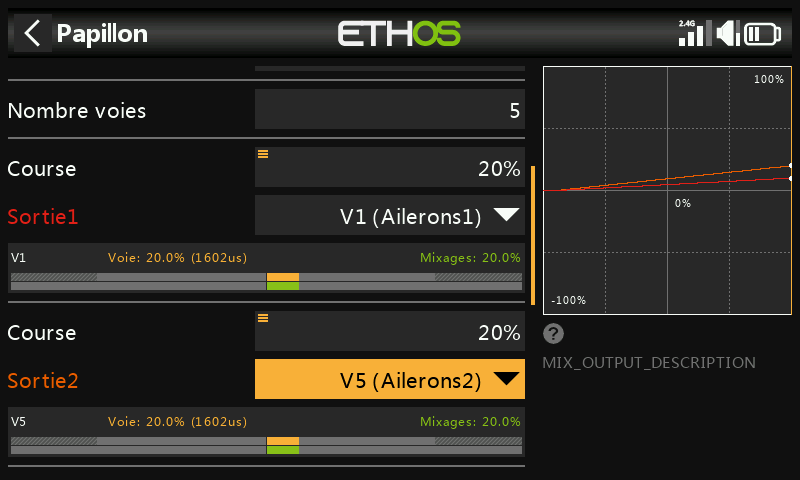 Papillon
ETHOS
2.4G
Nombre voies
5
Course
20%
Sortie1
V1 (Ailerons1)
V1
Voie: 20.0% (1602us)
Mixages: 20.0%
Course
20%
Sortie2
V5 (Ailerons2)
V5
Voie: 20.0% (1602us)
Mixages: 20.0%
100%
0%
-100%
?
MIX_OUTPUT_DESCRIPTION